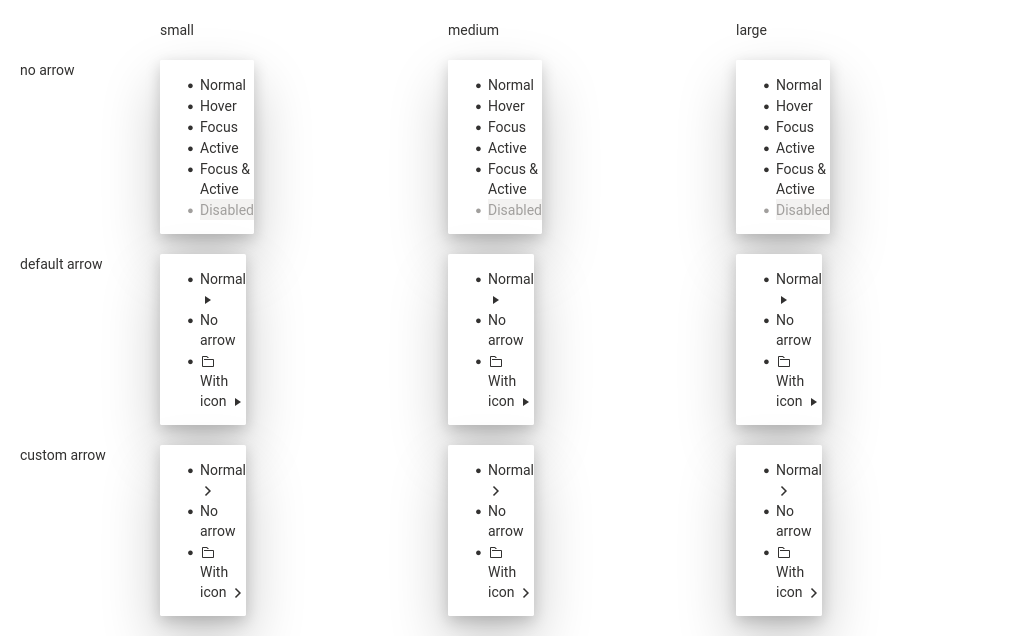 small medium large
no arrow
• Normal • Normal • Normal
• Hover • Hover • Hover
• Focus • Focus • Focus
• Active • Active • Active
• Focus & • Focus & • Focus &
Active Active Active
• Disabled • Disabled • Disabled
default arrow
• Normal • Normal • Normal
• No • No • No
arrow arrow arrow
With With With
icon icon icon
custom arrow
• Normal • Normal • Normal
• No • No • No
arrow arrow arrow
With With With
icon icon icon